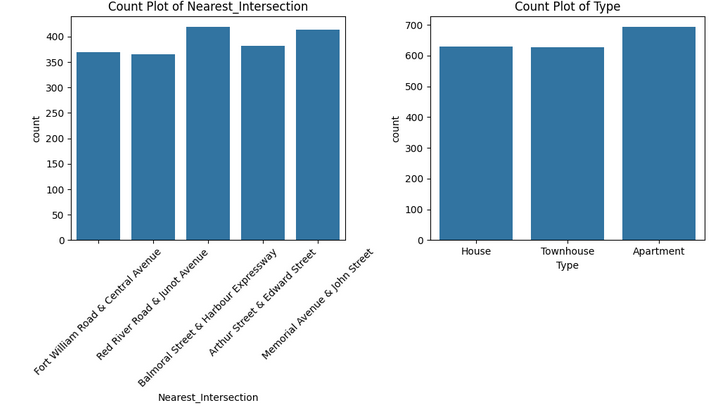 Count Plot of Nearest_Intersection
count
400
350
300
250
200
150
100
50
0
Fort William Road & Central Avenue
Red River Road & Junot Avenue
Balmoral Street & Harbour Expressway
Arthur Street & Edward Street
Memorial Avenue & John Street
Nearest_Intersection
Count Plot of Type
count
700
600
500
400
300
200
100
0
House
Townhouse
Apartment
Type